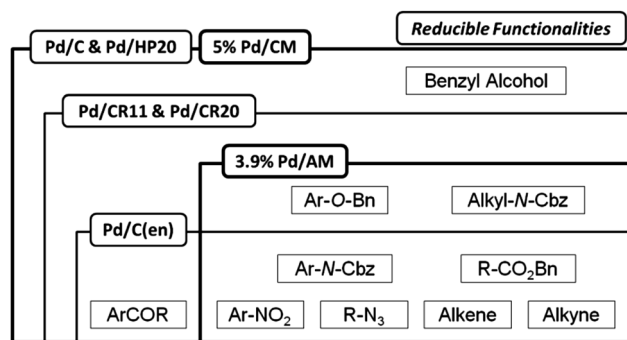 Reducible Functionalities
Pd/C & Pd/HP20 5% Pd/CM
Benzyl Alcohol
Pd/CR11 & Pd/CR20
3.9% Pd/AM
Ar-O-Bn Alkyl-N-Cbz
Pd/C(en)
Ar-N-Cbz R-CO₂Bn
ArCOR Ar-NO₂ R-N₃ Alkene Alkyne